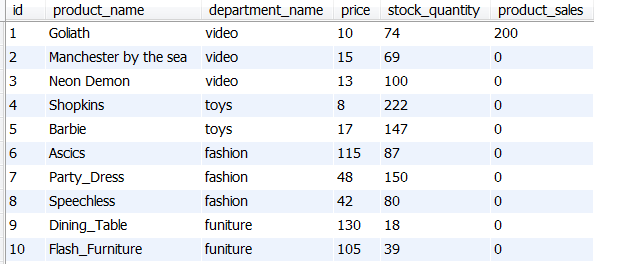 id product_name department_name price stock_quantity product_sales
1 Goliath video 10 74 200
2 Manchester by the sea video 15 69 0
3 Neon Demon video 13 100 0
4 Shopkins toys 8 222 0
5 Barbie toys 17 147 0
6 Ascics fashion 115 87 0
7 Party_Dress fashion 48 150 0
8 Speechless fashion 42 80 0
9 Dining_Table funiture 130 18 0
10 Flash_Furniture funiture 105 39 0